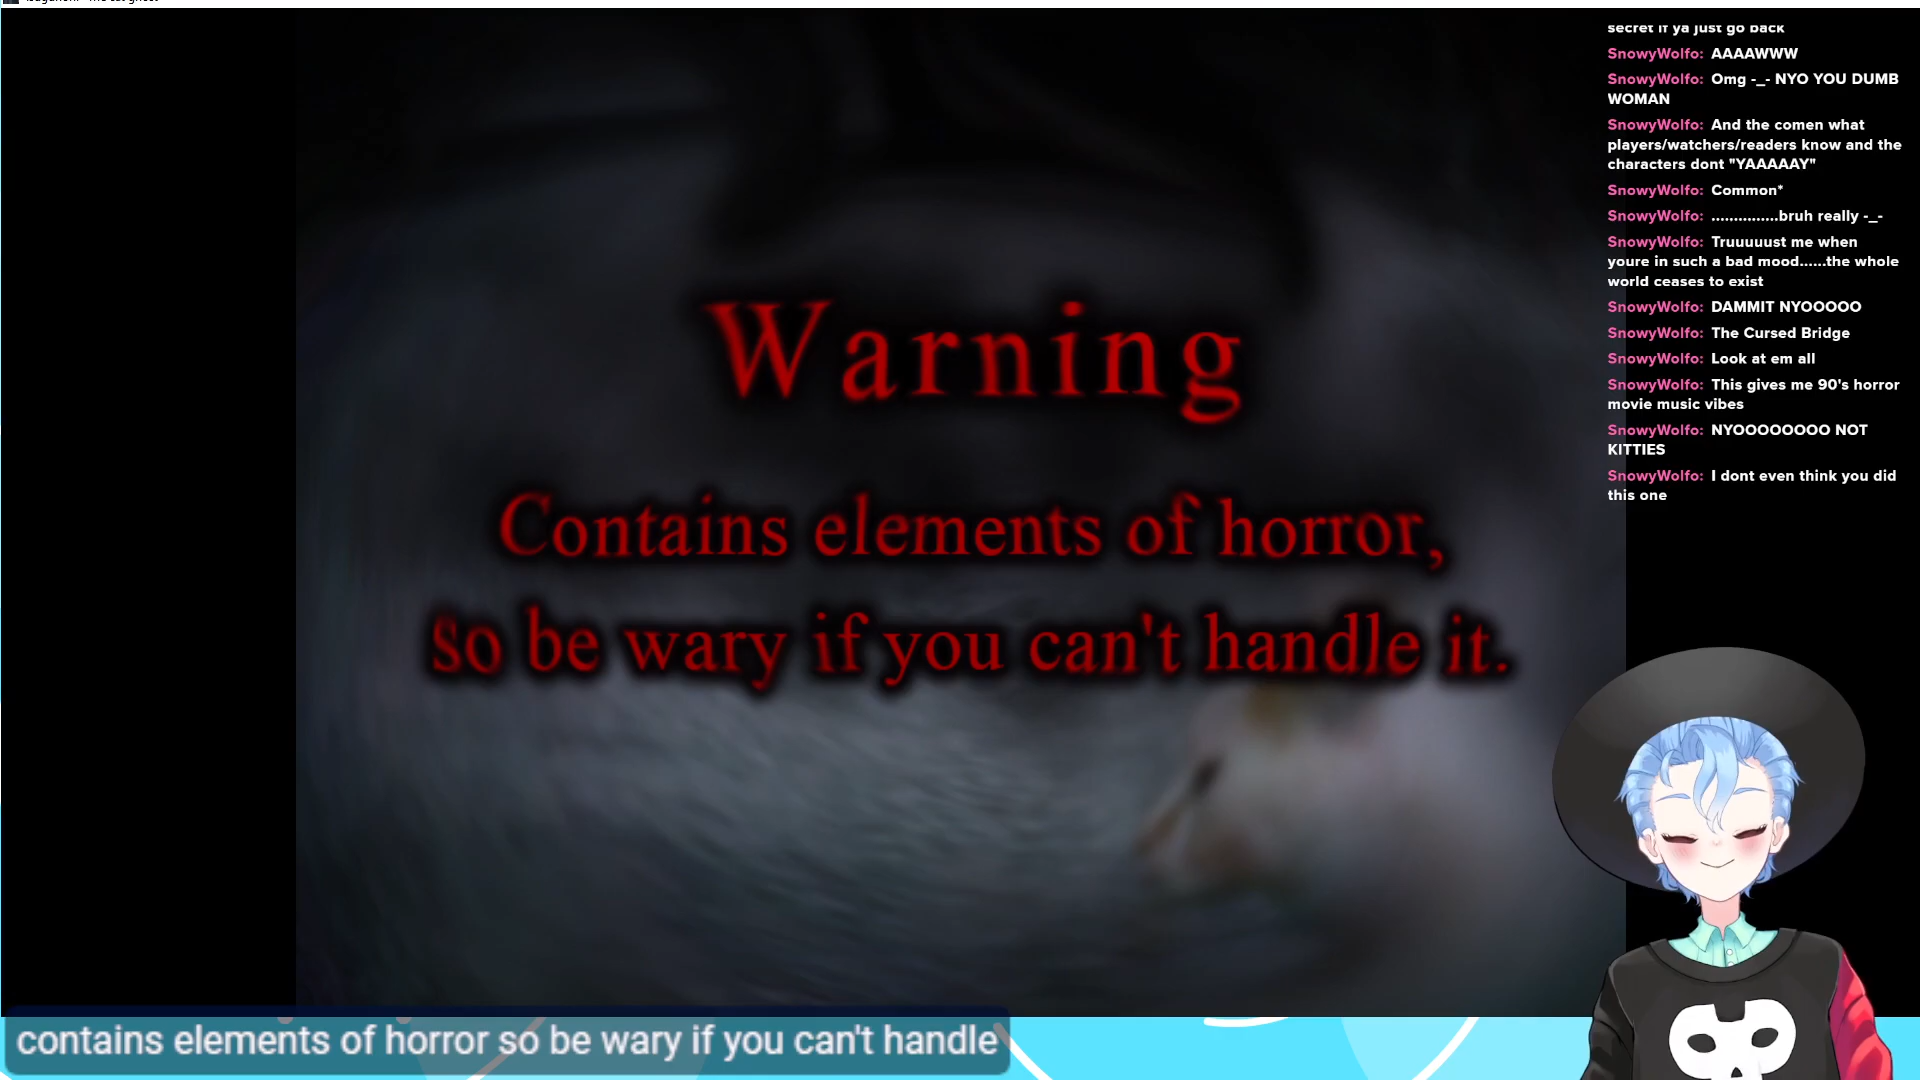 Warning
Contains elements of horror,
so be wary if you can't handle it.
secret if ya just go back
SnowyWolfo: AAAAWWW
SnowyWolfo: Omg -_- NYO YOU DUMB
WOMAN
SnowyWolfo: And the comen what
players/watchers/readers know and the
characters dont "YAAAAAY"
SnowyWolfo: Common*
SnowyWolfo: ...............bruh really -_-
SnowyWolfo: Truuuuust me when
youre in such a bad mood......the whole
world ceases to exist
SnowyWolfo: DAMMIT NYOOOOO
SnowyWolfo: The Cursed Bridge
SnowyWolfo: Look at em all
SnowyWolfo: This gives me 90's horror
movie music vibes
SnowyWolfo: NYOOOOOOOO NOT
KITTIES
SnowyWolfo: I dont even think you did
this one
contains elements of horror so be wary if you can't handle